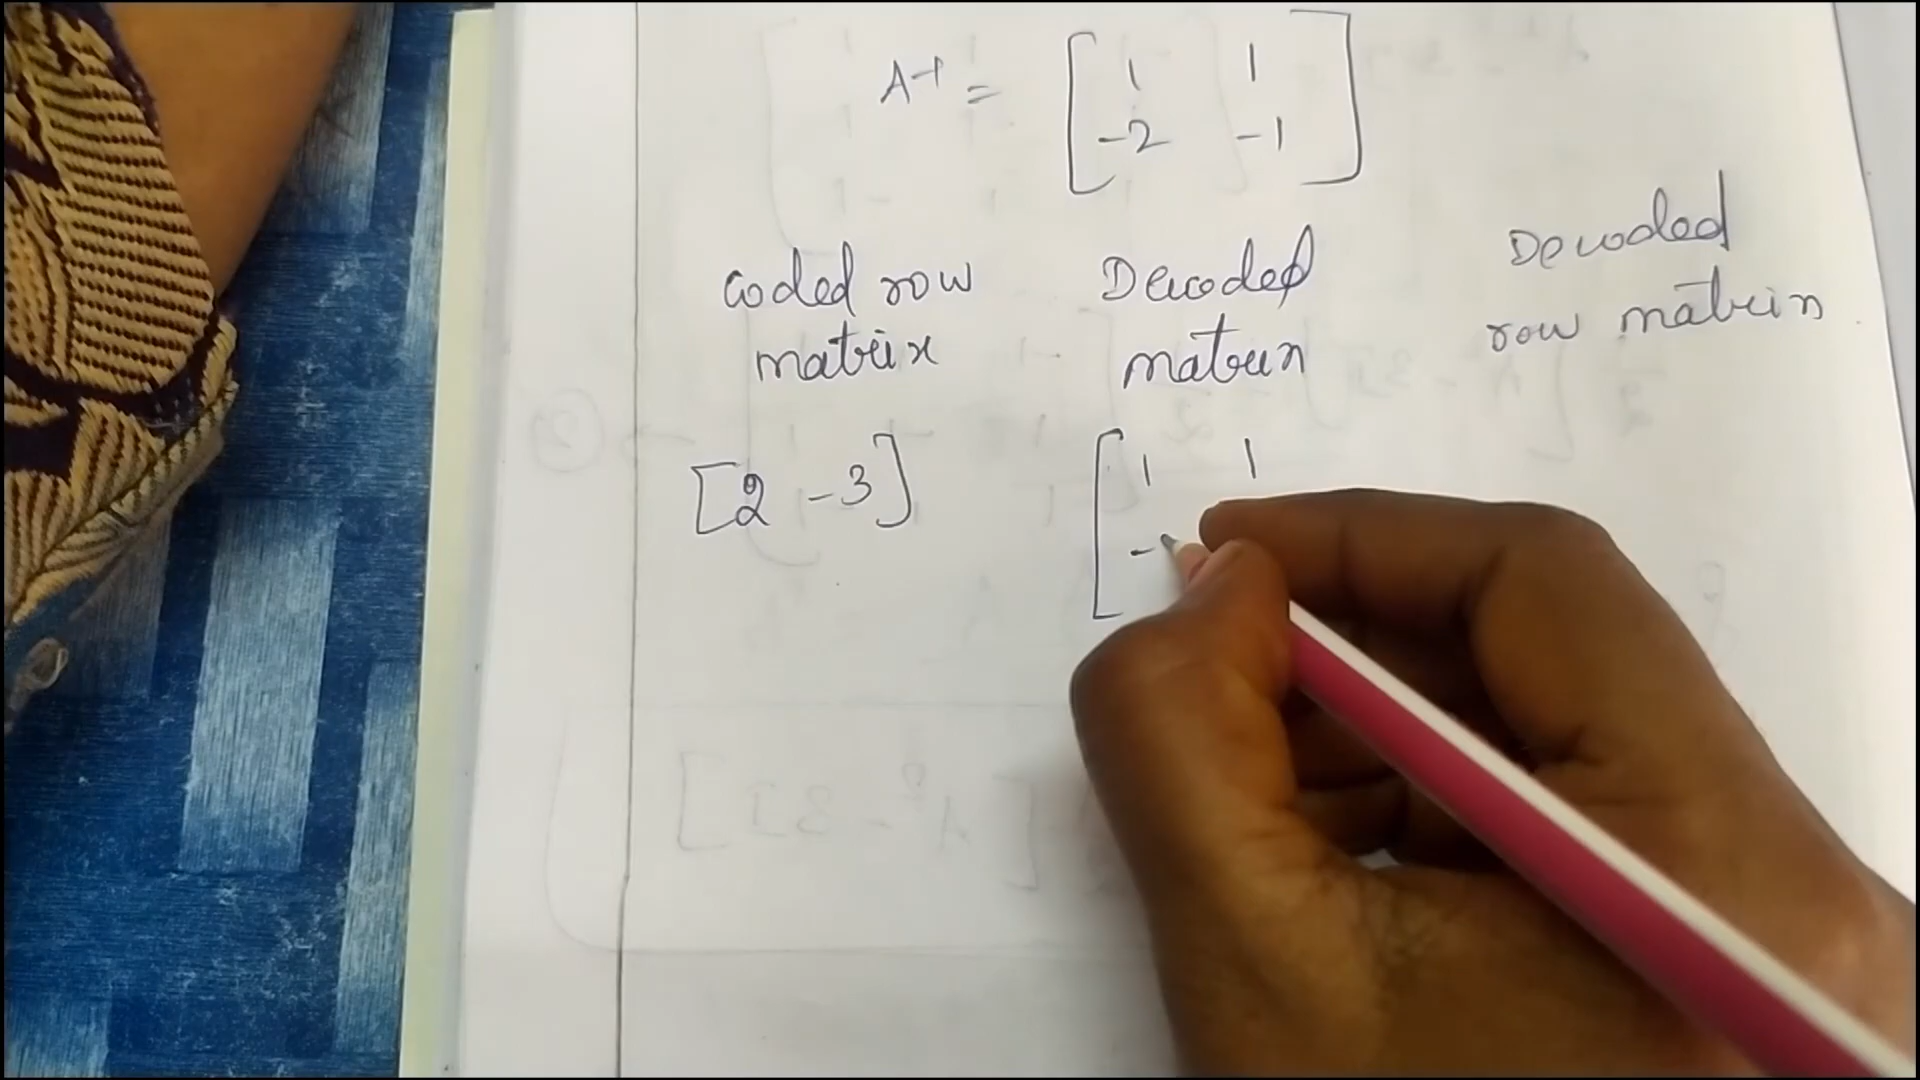 A-1 = [ 1 1
-2 -1 ]
coded row matrix
Decoded matrix
Decoded row matrix
[2 -3]
[ 1 1
-